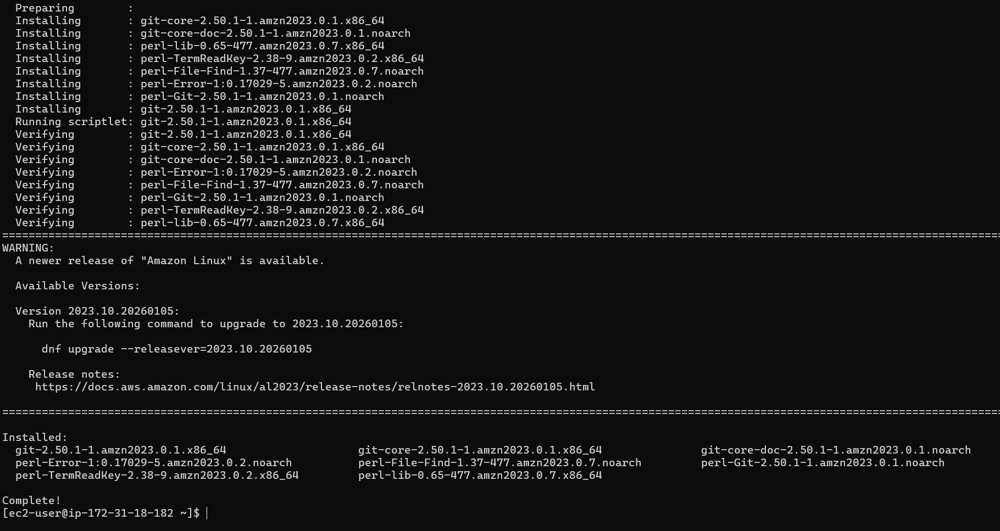 Preparing        :
Installing       : git-core-2.50.1-1.amzn2023.0.1.x86_64
Installing       : git-core-doc-2.50.1-1.amzn2023.0.1.noarch
Installing       : perl-lib-0.65-477.amzn2023.0.7.x86_64
Installing       : perl-TermReadKey-2.38-9.amzn2023.0.2.x86_64
Installing       : perl-File-Find-1.37-477.amzn2023.0.7.noarch
Installing       : perl-Error-1:0.17029-5.amzn2023.0.2.noarch
Installing       : perl-Git-2.50.1-1.amzn2023.0.1.noarch
Installing       : git-2.50.1-1.amzn2023.0.1.x86_64
Running scriptlet: git-2.50.1-1.amzn2023.0.1.x86_64
Verifying        : git-2.50.1-1.amzn2023.0.1.x86_64
Verifying        : git-core-2.50.1-1.amzn2023.0.1.x86_64
Verifying        : git-core-doc-2.50.1-1.amzn2023.0.1.noarch
Verifying        : perl-Error-1:0.17029-5.amzn2023.0.2.noarch
Verifying        : perl-File-Find-1.37-477.amzn2023.0.7.noarch
Verifying        : perl-Git-2.50.1-1.amzn2023.0.1.noarch
Verifying        : perl-TermReadKey-2.38-9.amzn2023.0.2.x86_64
Verifying        : perl-lib-0.65-477.amzn2023.0.7.x86_64
WARNING:
A newer release of "Amazon Linux" is available.
Available Versions:
Version 2023.10.20260105:
Run the following command to upgrade to 2023.10.20260105:
dnf upgrade --releasever=2023.10.20260105
Release notes:
https://docs.aws.amazon.com/linux/al2023/release-notes/relnotes-2023.10.20260105.html
Installed:
git-2.50.1-1.amzn2023.0.1.x86_64 git-core-2.50.1-1.amzn2023.0.1.x86_64 git-core-doc-2.50.1-1.amzn2023.0.1.noarch
perl-Error-1:0.17029-5.amzn2023.0.2.noarch perl-File-Find-1.37-477.amzn2023.0.7.noarch perl-Git-2.50.1-1.amzn2023.0.1.noarch
perl-TermReadKey-2.38-9.amzn2023.0.2.x86_64 perl-lib-0.65-477.amzn2023.0.7.x86_64
Complete!
[ec2-user@ip-172-31-18-182 ~]$